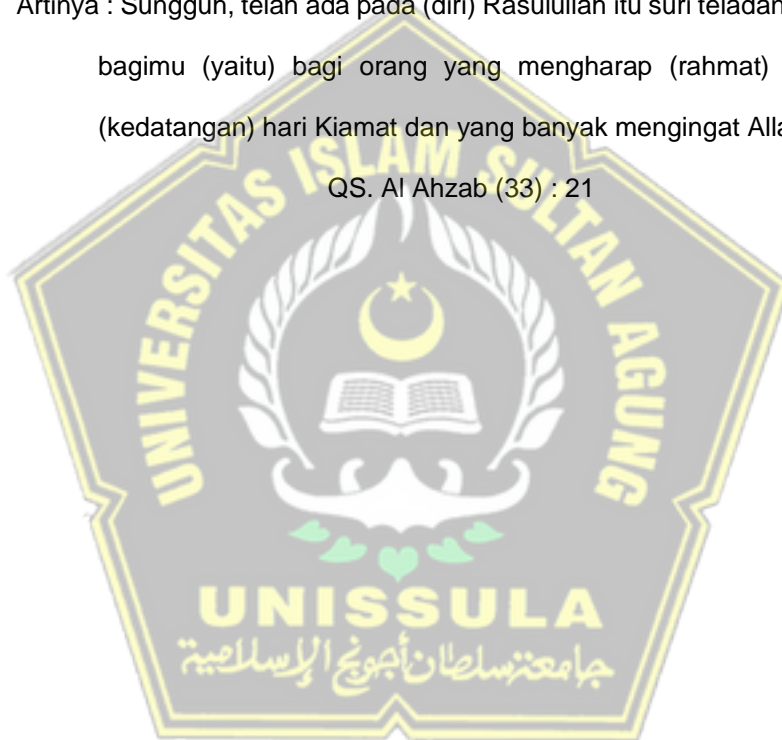 Artinya : Sungguh, telah ada pada (diri) Rasulullah itu suri teladan
bagimu (yaitu) bagi orang yang mengharap (rahmat)
(kedatangan) hari Kiamat dan yang banyak mengingat
QS. Al Ahzab (33) : 21
UNIVERSITAS ISLAM SULTAN AGUNG
UNISSULA
جامعة سلطان أجونج الإسلامية